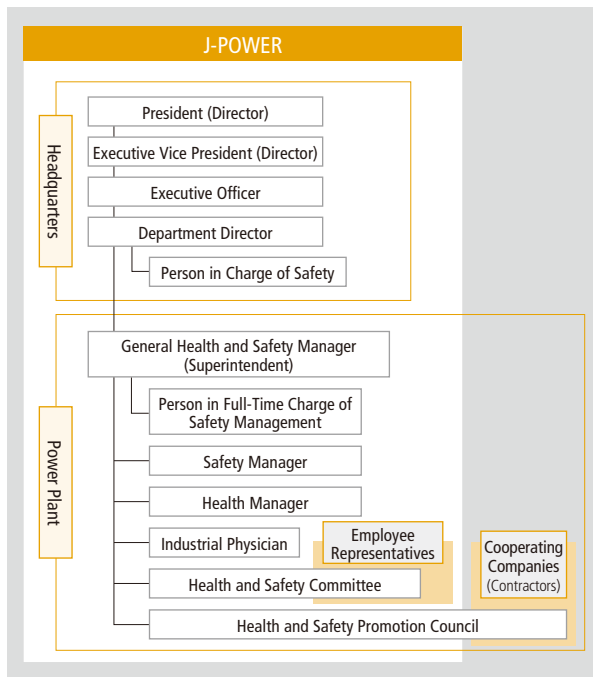 J-POWER
Headquarters
President (Director)
Executive Vice President (Director)
Executive Officer
Department Director
Person in Charge of Safety
Power Plant
General Health and Safety Manager
(Superintendent)
Person in Full-Time Charge of
Safety Management
Safety Manager
Health Manager
Industrial Physician
Employee
Representatives
Cooperating
Companies
(Contractors)
Health and Safety Committee
Health and Safety Promotion Council